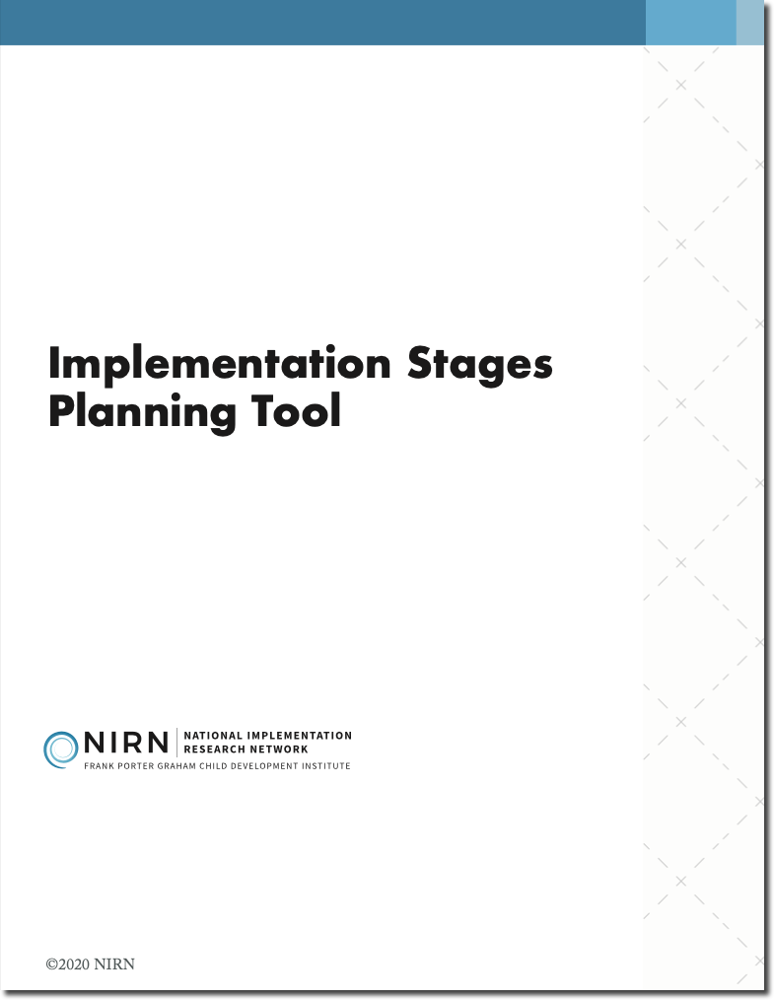 Implementation Stages
Planning Tool
NIRN
NATIONAL IMPLEMENTATION
RESEARCH NETWORK
FRANK PORTER GRAHAM CHILD DEVELOPMENT INSTITUTE
©2020 NIRN